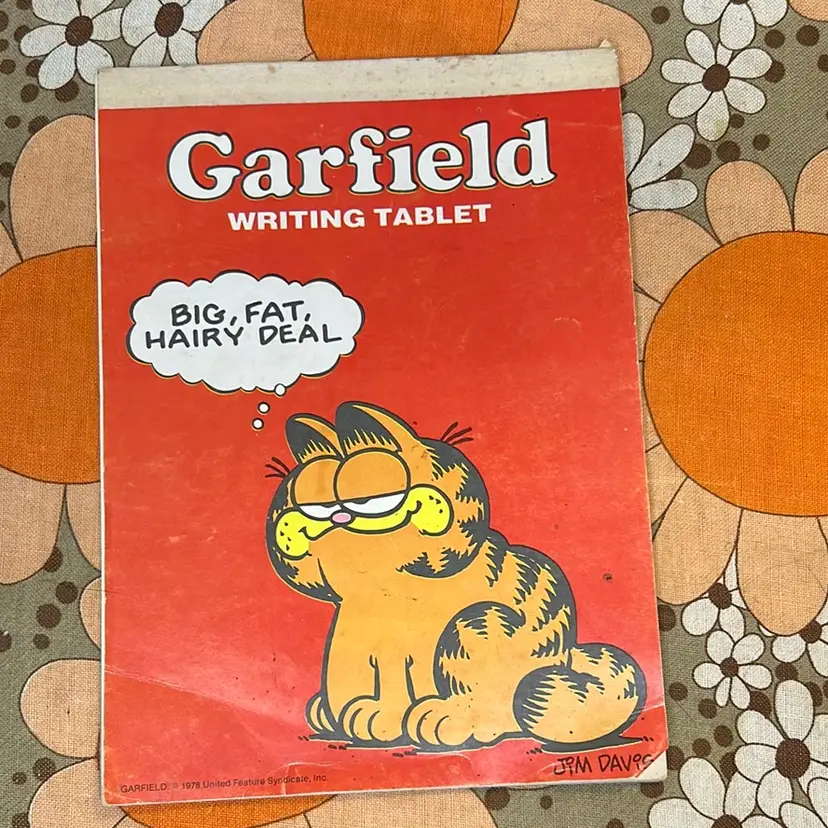 Garfield
WRITING TABLET
BIG, FAT,
HAIRY DEAL
JIM DAVIS
GARFIELD: © 1978 United Feature Syndicate, Inc.